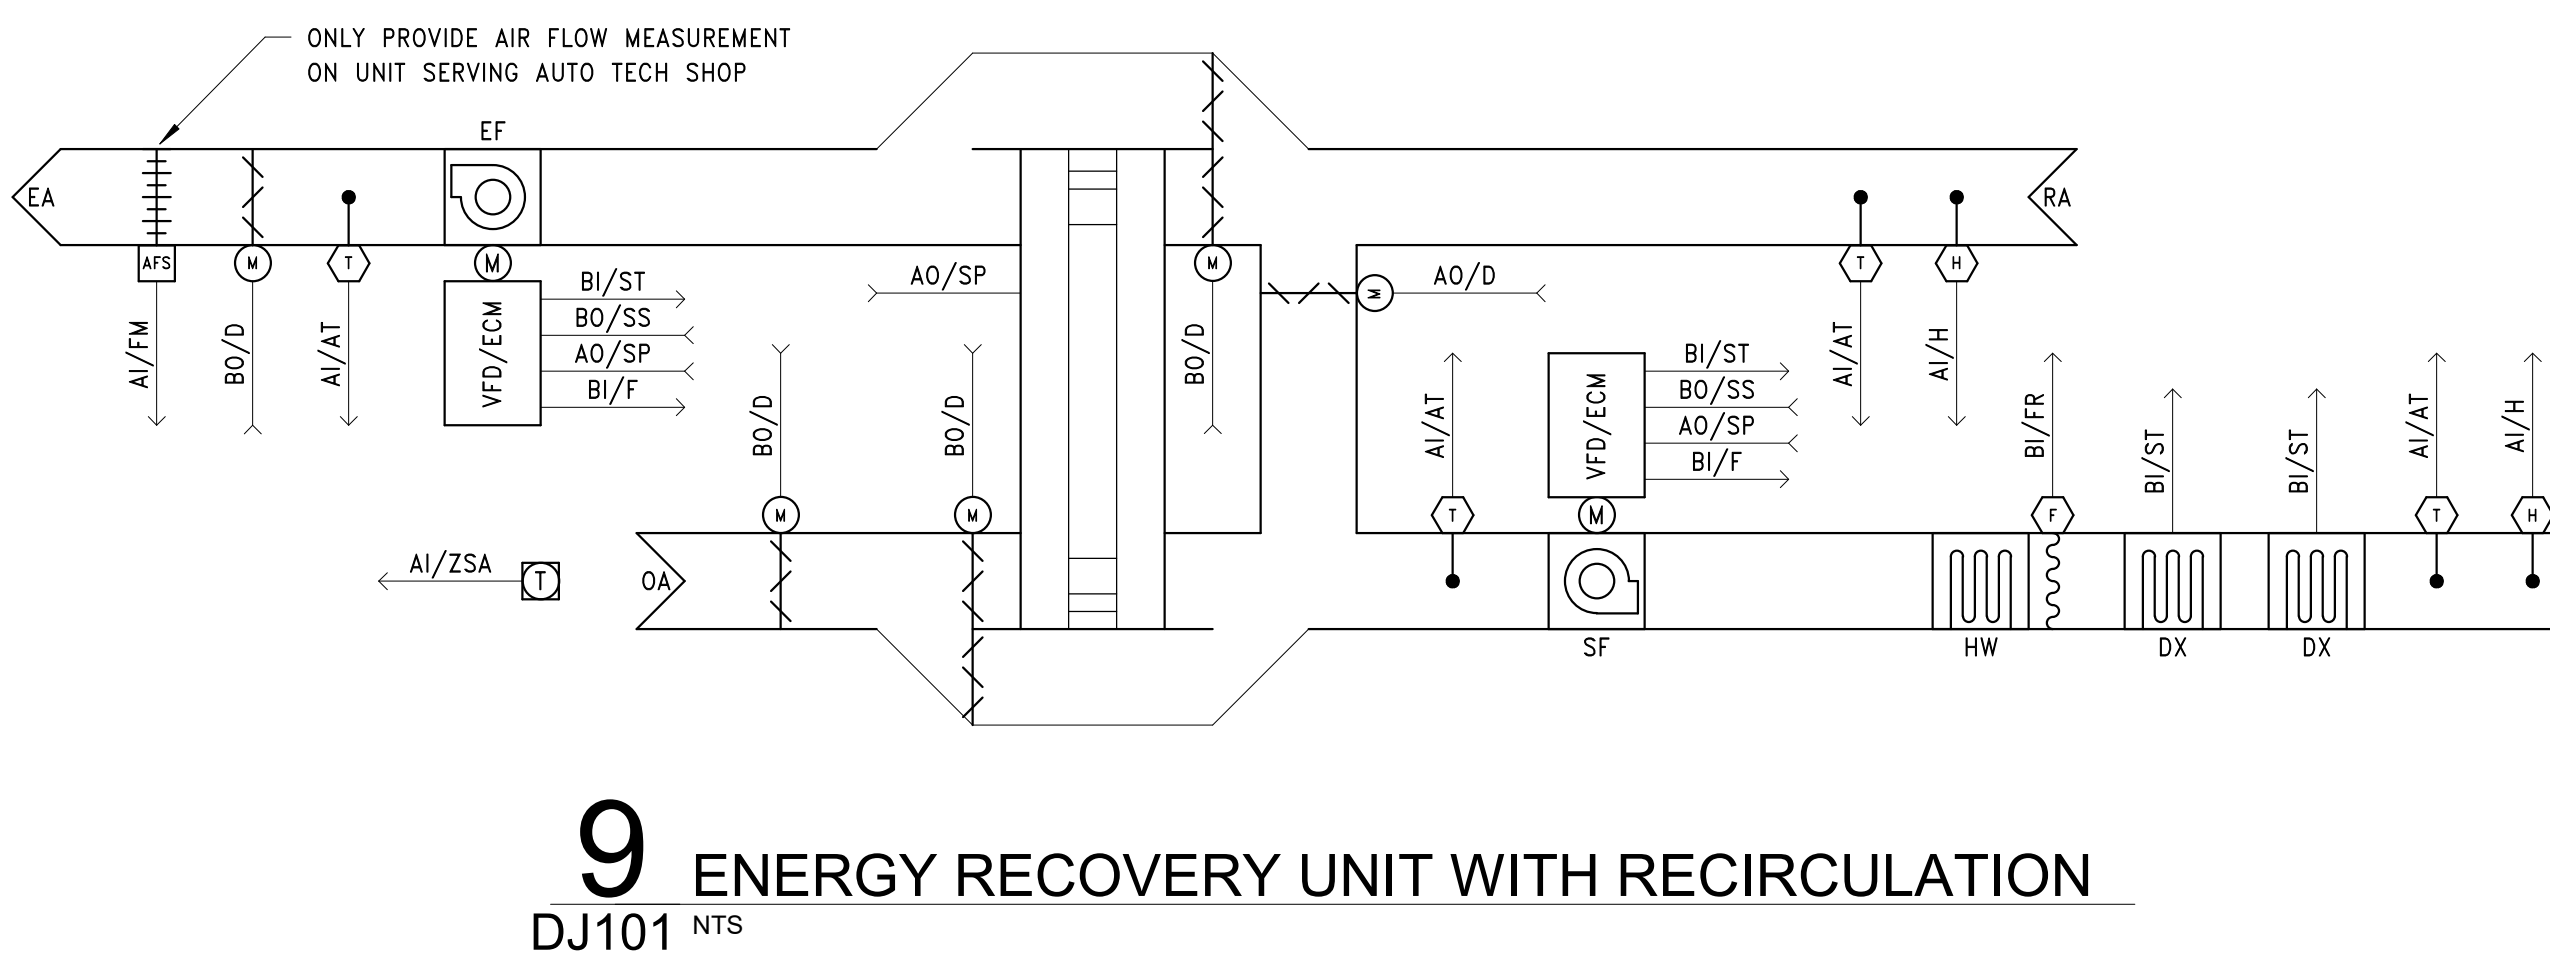 ONLY PROVIDE AIR FLOW MEASUREMENT
ON UNIT SERVING AUTO TECH SHOP
EF
EA
RA
AFS
M
T
M
M
T
H
AI/FM
BO/D
AI/AT
VFD/ECM
BI/ST
BO/SS
AO/SP
BI/F
AO/SP
BO/D
M
AO/D
AI/AT
AI/H
BO/D
BO/D
AI/AT
VFD/ECM
BI/ST
BO/SS
AO/SP
BI/F
BI/FR
BI/ST
BI/ST
AI/AT
AI/H
M
M
T
M
F
T
H
AI/ZSA
T
OA
SF
HW
DX
DX
9 ENERGY RECOVERY UNIT WITH RECIRCULATION
DJ101 NTS